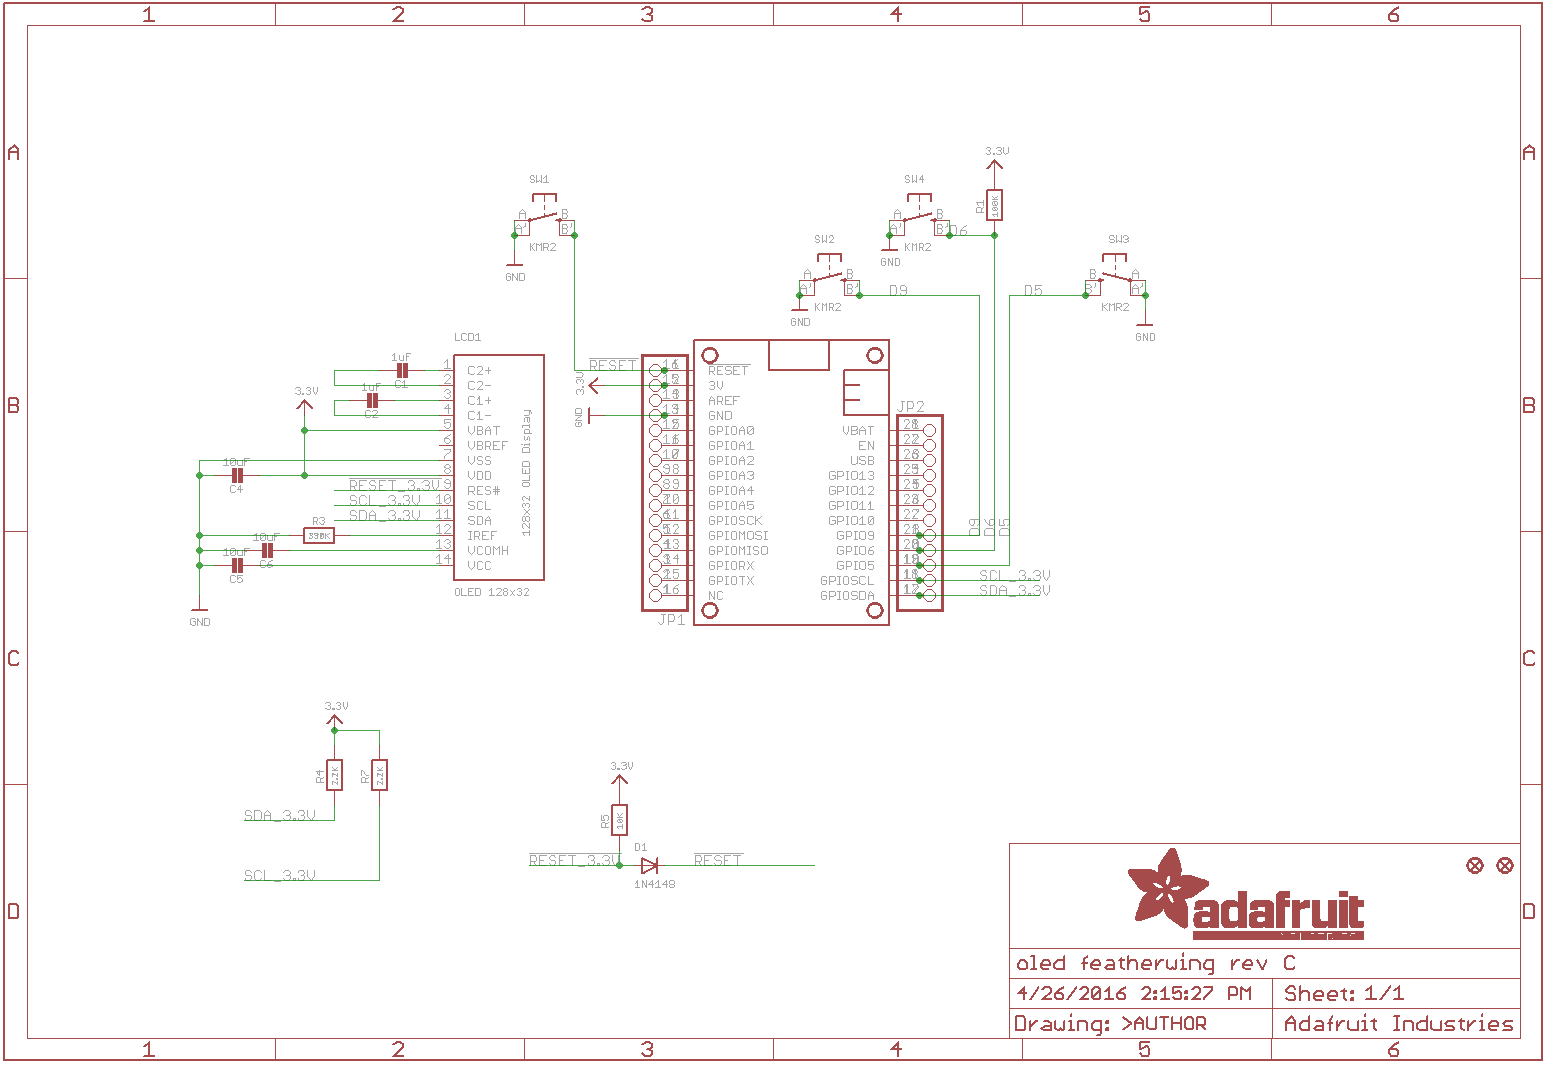 1 2 3 4 5 6
A A
B B
C C
D D
3.3V
SW1
A B
A' B'
KMR2
GND
SW4
A B
A' B'
KMR2
D6
GND
R1
100K
SW2
A B
A' B'
KMR2
D9
GND
SW3
B A
B' A'
KMR2
D5
GND
LCD1
1 C2+
2 C2-
3 C1+
4 C1-
5 VBAT
6 VBREF
7 VSS
8 VDD
9 RES#
10 SCL
11 SDA
12 IREF
13 VCOMH
14 VCC
128x32 OLED Display
OLED 128x32
1uF
C1
1uF
C2
3.3V
10uF
C4
RESET_3.3V
SCL_3.3V
SDA_3.3V
R3
10uF
C6
10uF
C5
GND
RESET
3.3V
GND
JP1
RESET
3V
AREF
GND
GPIOA0
GPIOA1
GPIOA2
GPIOA3
GPIOA4
GPIOA5
GPIOSCK
GPIOMOSI
GPIOMISO
GPIORX
GPIOTX
NC
JP2
VBAT
EN
USB
GPIO13
GPIO12
GPIO11
GPIO10
GPIO9
GPIO6
GPIO5
GPIOSCL
GPIOSDA
D9
D6
D5
SCL_3.3V
SDA_3.3V
3.3V
R4
2.2K
R7
2.2K
SDA_3.3V
SCL_3.3V
3.3V
R5
10K
D1
RESET_3.3V
RESET
1N4148
adafruit
oled featherwing rev C
4/26/2016 2:15:27 PM
Sheet: 1/1
Drawing: >AUTHOR
Adafruit Industries
1 2 3 4 5 6